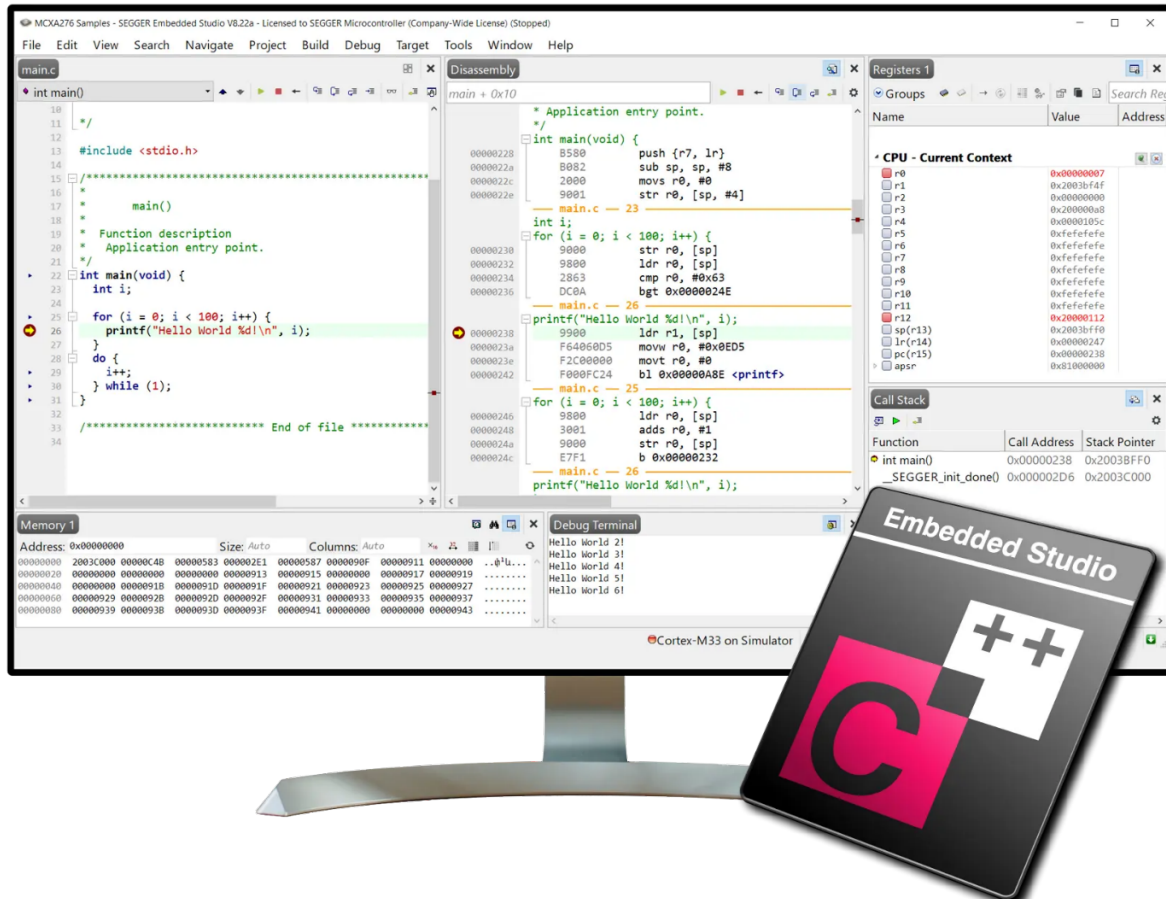 MCXA276 Samples - SEGGER Embedded Studio V8.22a - Licensed to SEGGER Microcontroller (Company-Wide License) (Stopped)
File Edit View Search Navigate Project Build Debug Target Tools Window Help
main.c
int main()
10
11 */
12
13 #include <stdio.h>
14
15 /*********************************************************
16 *
17 * main()
18 *
19 * Function description
20 * Application entry point.
21 */
22 int main(void) {
23 int i;
24
25 for (i = 0; i < 100; i++) {
26 printf("Hello World %d!\n", i);
27 }
28 do {
29 i++;
30 } while (1);
31 }
32
33 /*************************** End of file ************
34
Disassembly
main + 0x10
* Application entry point.
*/
int main(void) {
00000228 B580 push {r7, lr}
0000022a B082 sub sp, sp, #8
0000022c 2000 movs r0, #0
0000022e 9001 str r0, [sp, #4]
main.c — 23
int i;
for (i = 0; i < 100; i++) {
00000230 9000 str r0, [sp]
00000232 9800 ldr r0, [sp]
00000234 2863 cmp r0, #0x63
00000236 DC0A bgt 0x0000024E
main.c — 26
printf("Hello World %d!\n", i);
00000238 9900 ldr r1, [sp]
0000023a F64060D5 movw r0, #0x0ED5
0000023e F2C00000 movt r0, #0
00000242 F000FC24 bl 0x00000A8E <printf>
main.c — 25
for (i = 0; i < 100; i++) {
00000246 9800 ldr r0, [sp]
00000248 3001 adds r0, #1
0000024a 9000 str r0, [sp]
0000024c E7F1 b 0x00000232
main.c — 26
printf("Hello World %d!\n", i);
Registers 1
Groups Search Reg
Name Value Address
CPU - Current Context
r0 0x00000007
r1 0x2003bf4f
r2 0x00000000
r3 0x200000a8
r4 0x0000105c
r5 0xfefefefe
r6 0xfefefefe
r7 0xfefefefe
r8 0xfefefefe
r9 0xfefefefe
r10 0xfefefefe
r11 0xfefefefe
r12 0x20000112
sp(r13) 0x2003bff0
lr(r14) 0x00000247
pc(r15) 0x00000238
apsr 0x81000000
Call Stack
Function Call Address Stack Pointer
int main() 0x00000238 0x2003BFF0
__SEGGER_init_done() 0x000002D6 0x2003C000
Memory 1
Address: 0x00000000 Size: Auto Columns: Auto
00000000 2003C000 00000C4B 00000583 000002E1 00000587 0000090F 00000911 00000000
00000020 00000000 00000000 00000000 00000913 00000915 00000000 00000917 00000919 ........
00000040 00000000 0000091B 0000091D 0000091F 00000921 00000923 00000925 00000927 ........
00000060 00000929 0000092B 0000092D 0000092F 00000931 00000933 00000935 00000937 ........
00000080 00000939 0000093B 0000093D 0000093F 00000941 00000000 00000000 00000943 ........
Debug Terminal
Hello World 2!
Hello World 3!
Hello World 4!
Hello World 5!
Hello World 6!
Cortex-M33 on Simulator
Embedded Studio
C++